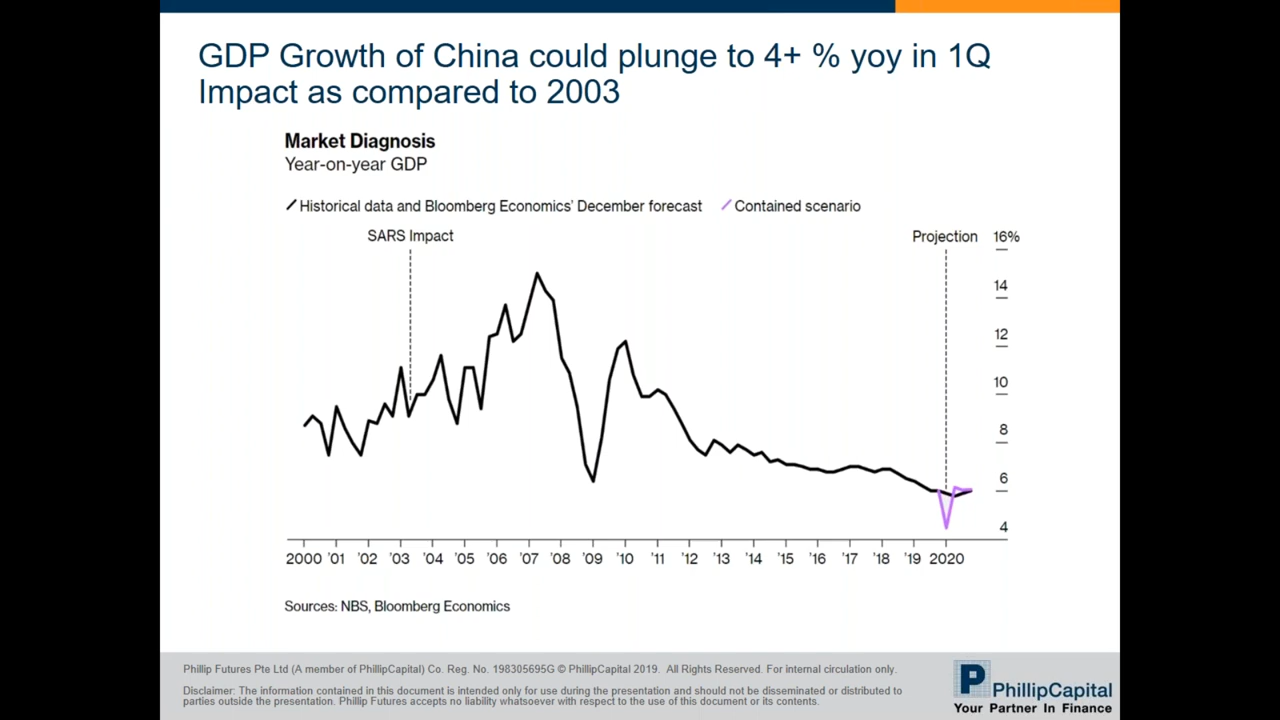 GDP Growth of China could plunge to 4+ % yoy in 1Q
Impact as compared to 2003
Market Diagnosis
Year-on-year GDP
Historical data and Bloomberg Economics' December forecast
Contained scenario
SARS Impact
Projection
16%
14
12
10
8
6
4
2000 '01 '02 '03 '04 '05 '06 '07 '08 '09 '10 '11 '12 '13 '14 '15 '16 '17 '18 '19 2020
Sources: NBS, Bloomberg Economics
Phillip Futures Pte Ltd (A member of PhillipCapital) Co. Reg. No. 198305695G © PhillipCapital 2019. All Rights Reserved. For internal circulation only.
Disclaimer: The information contained in this document is intended only for use during the presentation and should not be disseminated or distributed to
parties outside the presentation. Phillip Futures accepts no liability whatsoever with respect to the use of this document or its contents.
P
PhillipCapital
Your Partner In Finance